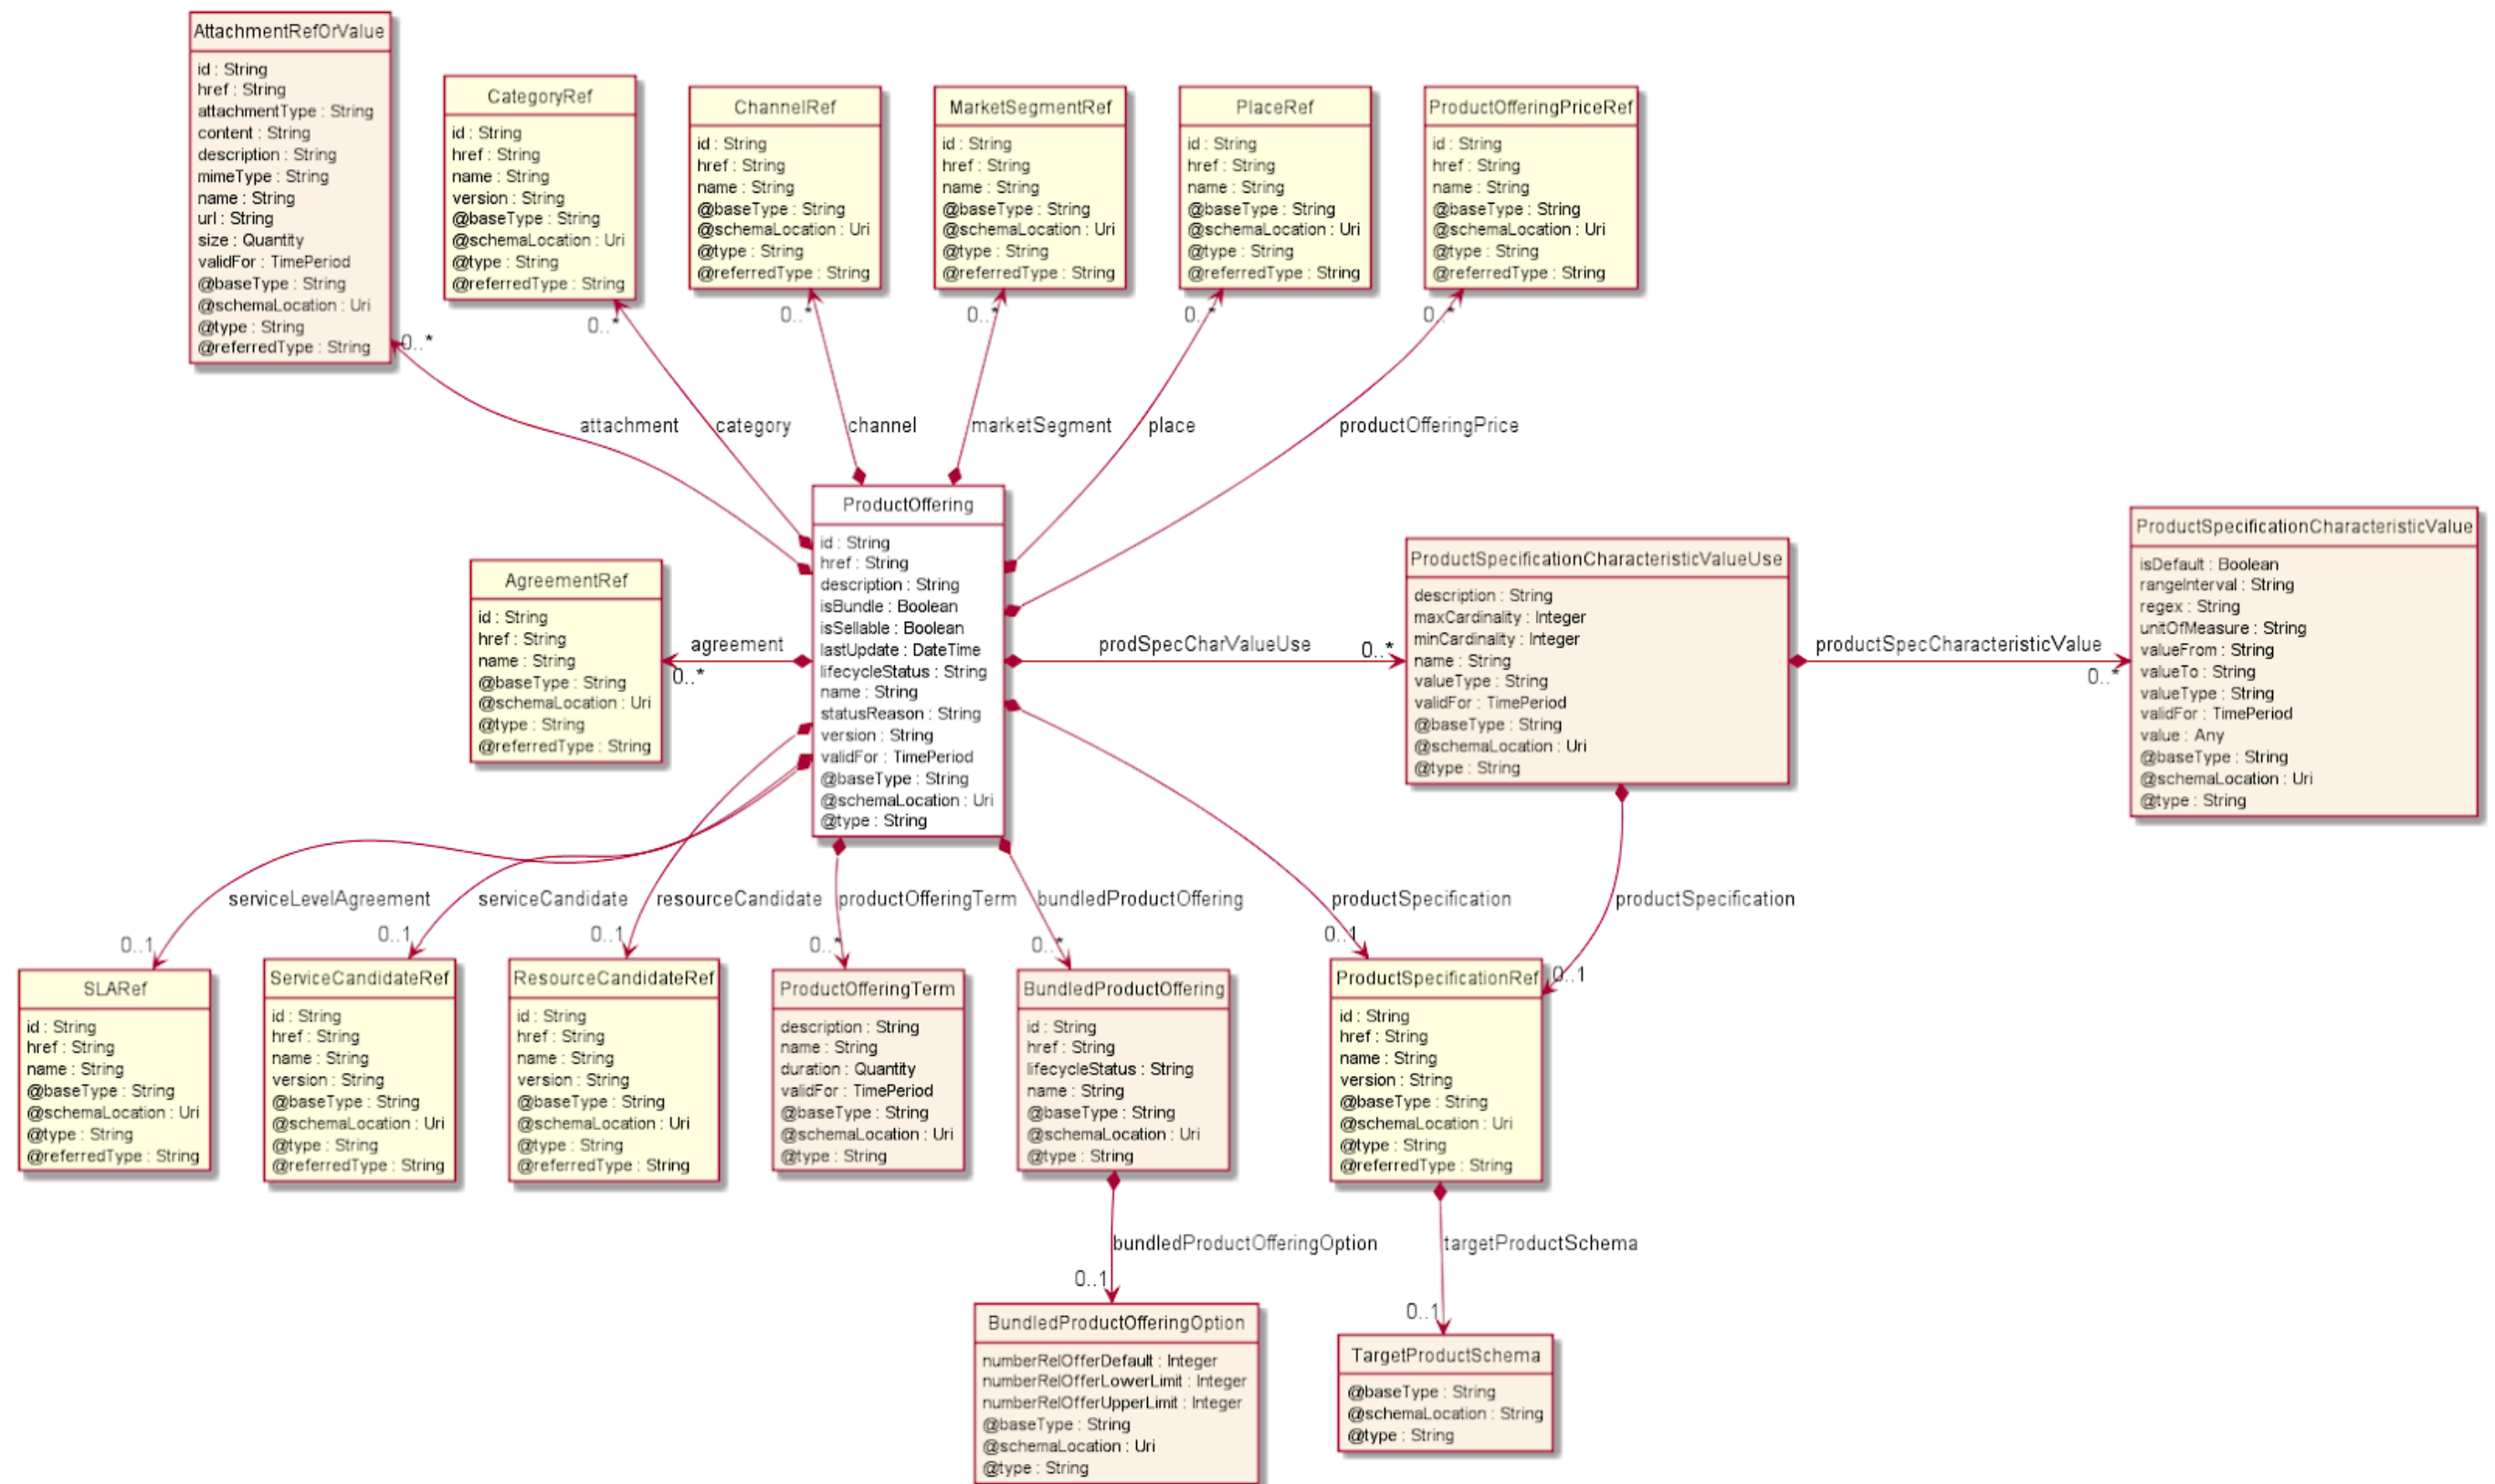 AttachmentRefOrValue
id : String
href : String
attachmentType : String
content : String
description : String
mimeType : String
name : String
url : String
size : Quantity
validFor : TimePeriod
@baseType : String
@schemaLocation : Uri
@type : String
@referredType : String
0..*
CategoryRef
id : String
href : String
name : String
version : String
@baseType : String
@schemaLocation : Uri
@type : String
@referredType : String
0..*
ChannelRef
id : String
href : String
name : String
@baseType : String
@schemaLocation : Uri
@type : String
@referredType : String
0..*
MarketSegmentRef
id : String
href : String
name : String
@baseType : String
@schemaLocation : Uri
@type : String
@referredType : String
0..*
PlaceRef
id : String
href : String
name : String
@baseType : String
@schemaLocation : Uri
@type : String
@referredType : String
0..*
ProductOfferingPriceRef
id : String
href : String
name : String
@baseType : String
@schemaLocation : Uri
@type : String
@referredType : String
0..*
attachment
category
channel
marketSegment
place
productOfferingPrice
AgreementRef
id : String
href : String
name : String
@baseType : String
@schemaLocation : Uri
@type : String
@referredType : String
agreement
0..*
ProductOffering
id : String
href : String
description : String
isBundle : Boolean
isSellable : Boolean
lastUpdate : DateTime
lifecycleStatus : String
name : String
statusReason : String
version : String
validFor : TimePeriod
@baseType : String
@schemaLocation : Uri
@type : String
prodSpecCharValueUse
0..*
ProductSpecificationCharacteristicValueUse
description : String
maxCardinality : Integer
minCardinality : Integer
name : String
valueType : String
validFor : TimePeriod
@baseType : String
@schemaLocation : Uri
@type : String
productSpecCharacteristicValue
0..*
ProductSpecificationCharacteristicValue
isDefault : Boolean
rangeInterval : String
regex : String
unitOfMeasure : String
valueFrom : String
valueTo : String
valueType : String
validFor : TimePeriod
value : Any
@baseType : String
@schemaLocation : Uri
@type : String
serviceLevelAgreement
serviceCandidate
resourceCandidate
productOfferingTerm
bundledProductOffering
productSpecification
productSpecification
0..1
0..1
0..1
0..*
0..*
0..1
0..1
SLARef
id : String
href : String
name : String
@baseType : String
@schemaLocation : Uri
@type : String
@referredType : String
ServiceCandidateRef
id : String
href : String
name : String
version : String
@baseType : String
@schemaLocation : Uri
@type : String
@referredType : String
ResourceCandidateRef
id : String
href : String
name : String
version : String
@baseType : String
@schemaLocation : Uri
@type : String
@referredType : String
ProductOfferingTerm
description : String
name : String
duration : Quantity
validFor : TimePeriod
@baseType : String
@schemaLocation : Uri
@type : String
BundledProductOffering
id : String
href : String
lifecycleStatus : String
name : String
@baseType : String
@schemaLocation : Uri
@type : String
ProductSpecificationRef
id : String
href : String
name : String
version : String
@baseType : String
@schemaLocation : Uri
@type : String
@referredType : String
bundledProductOfferingOption
0..1
targetProductSchema
0..1
BundledProductOfferingOption
numberRelOfferDefault : Integer
numberRelOfferLowerLimit : Integer
numberRelOfferUpperLimit : Integer
@baseType : String
@schemaLocation : Uri
@type : String
TargetProductSchema
@baseType : String
@schemaLocation : String
@type : String